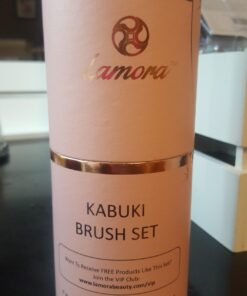 Lamora
KABUKI
BRUSH SET
Want To Receive FREE Products Like This Set?
Join the VIP Club:
www.lamorabeauty.com/vip